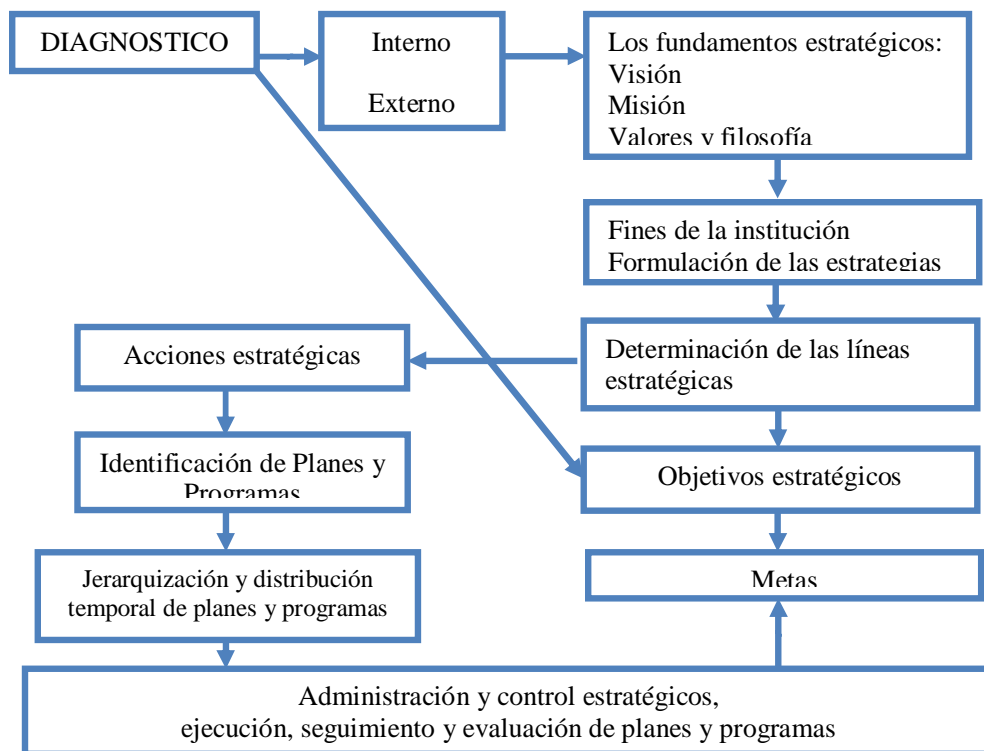 DIAGNOSTICO
Interno
Externo
Los fundamentos estratégicos:
Visión
Misión
Valores y filosofía
Fines de la institución
Formulación de las estrategias
Determinación de las líneas
estratégicas
Acciones estratégicas
Objetivos estratégicos
Identificación de Planes y
Programas
Metas
Jerarquización y distribución
temporal de planes y programas
Administración y control estratégicos,
ejecución, seguimiento y evaluación de planes y programas